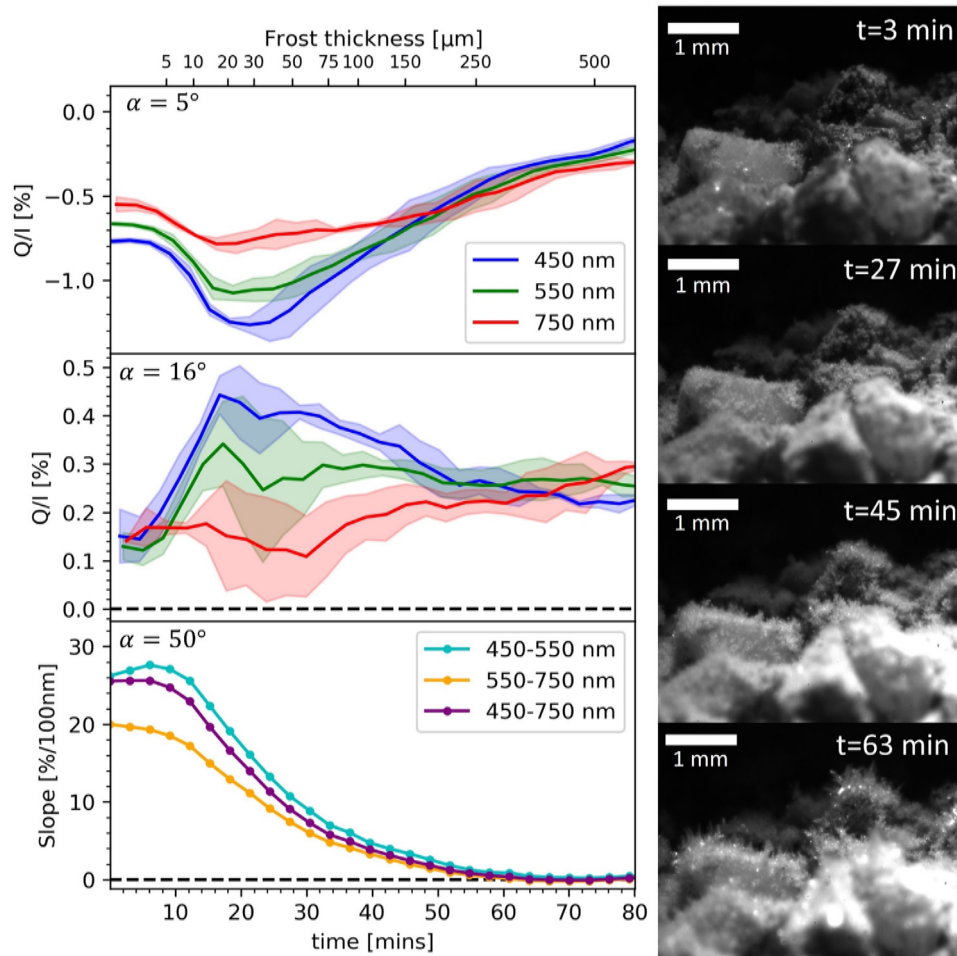 Frost thickness [µm]
5 10 20 30 50 75 100 150 250 500
α = 5°
0.0
−0.5
−1.0
Q/I [%]
450 nm
550 nm
750 nm
α = 16°
0.5
0.4
0.3
0.2
0.1
0.0
Q/I [%]
α = 50°
30
20
10
0
Slope [%/100nm]
450-550 nm
550-750 nm
450-750 nm
10 20 30 40 50 60 70 80
time [mins]
t=3 min
1 mm
t=27 min
1 mm
t=45 min
1 mm
t=63 min
1 mm